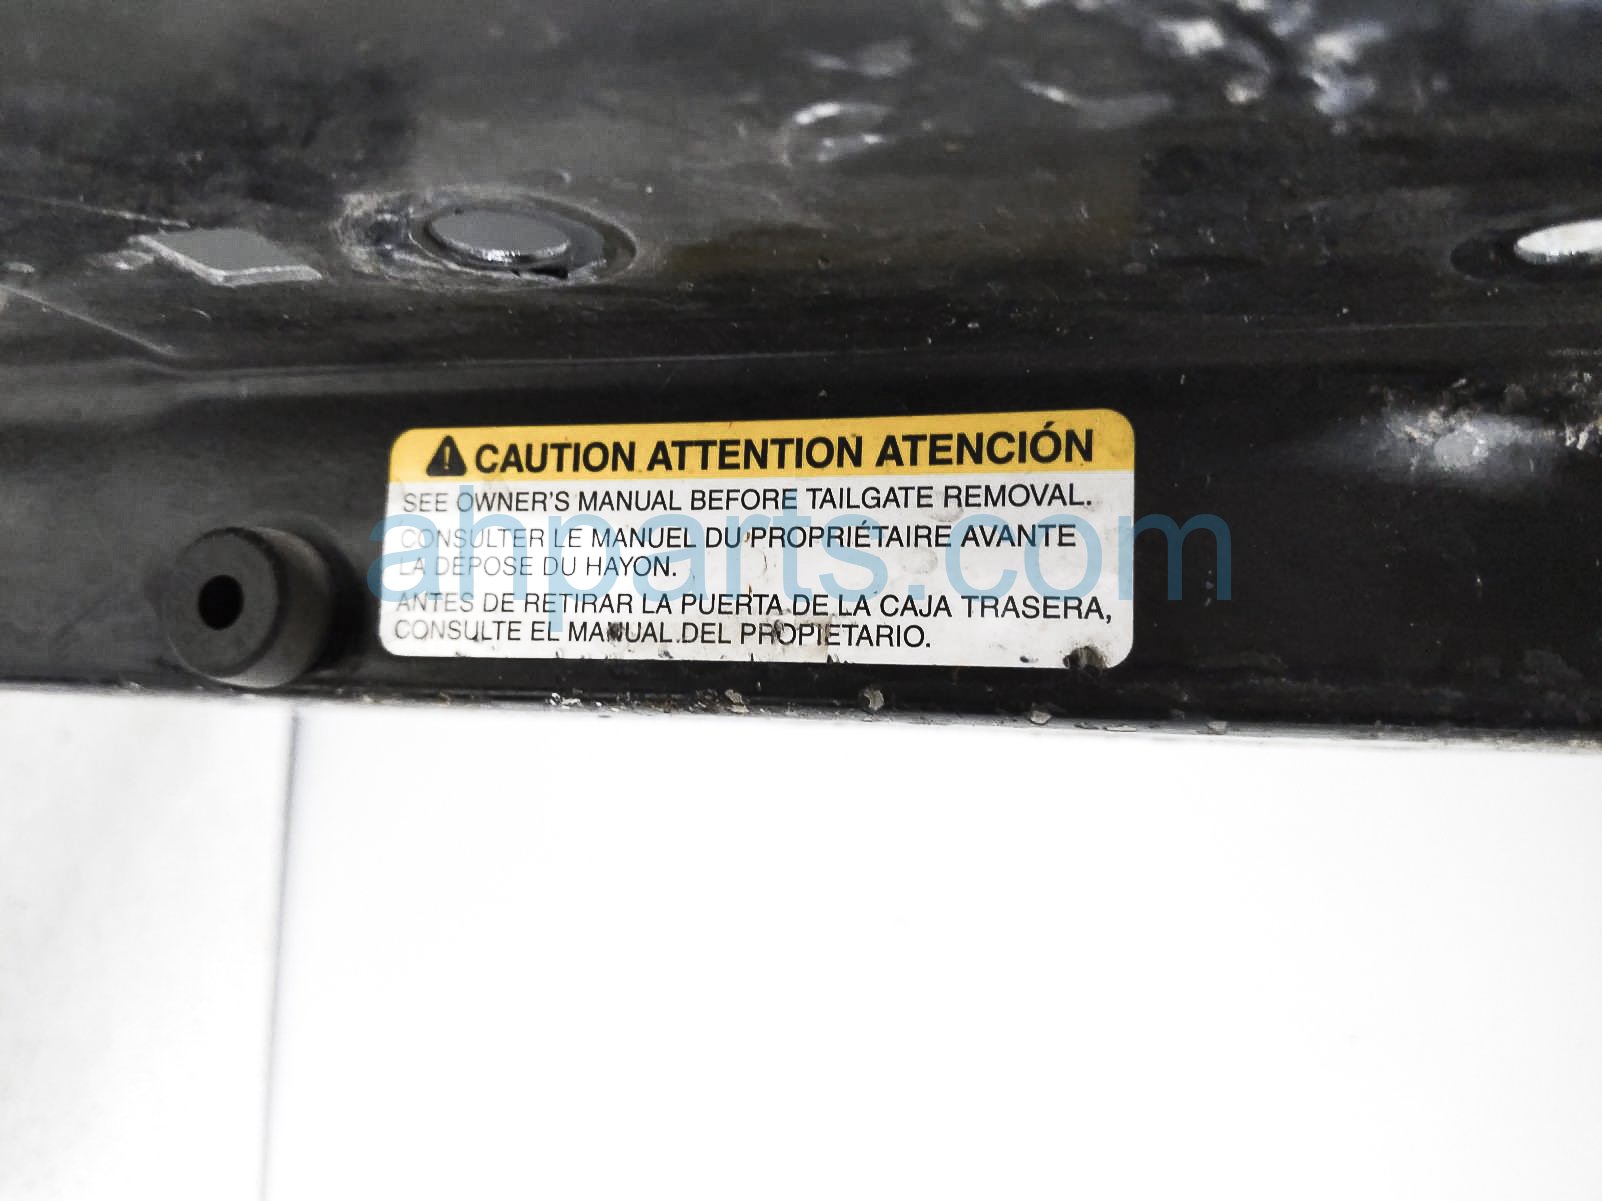 CAUTION ATTENTION ATENCIÓN
SEE OWNER'S MANUAL BEFORE TAILGATE REMOVAL.
CONSULTER LE MANUEL DU PROPRIÉTAIRE AVANTE
LA DEPOSE DU HAYON.
ANTES DE RETIRAR LA PUERTA DE LA CAJA TRASERA,
CONSULTE EL MANUAL DEL PROPIETARIO.
ahparts.com